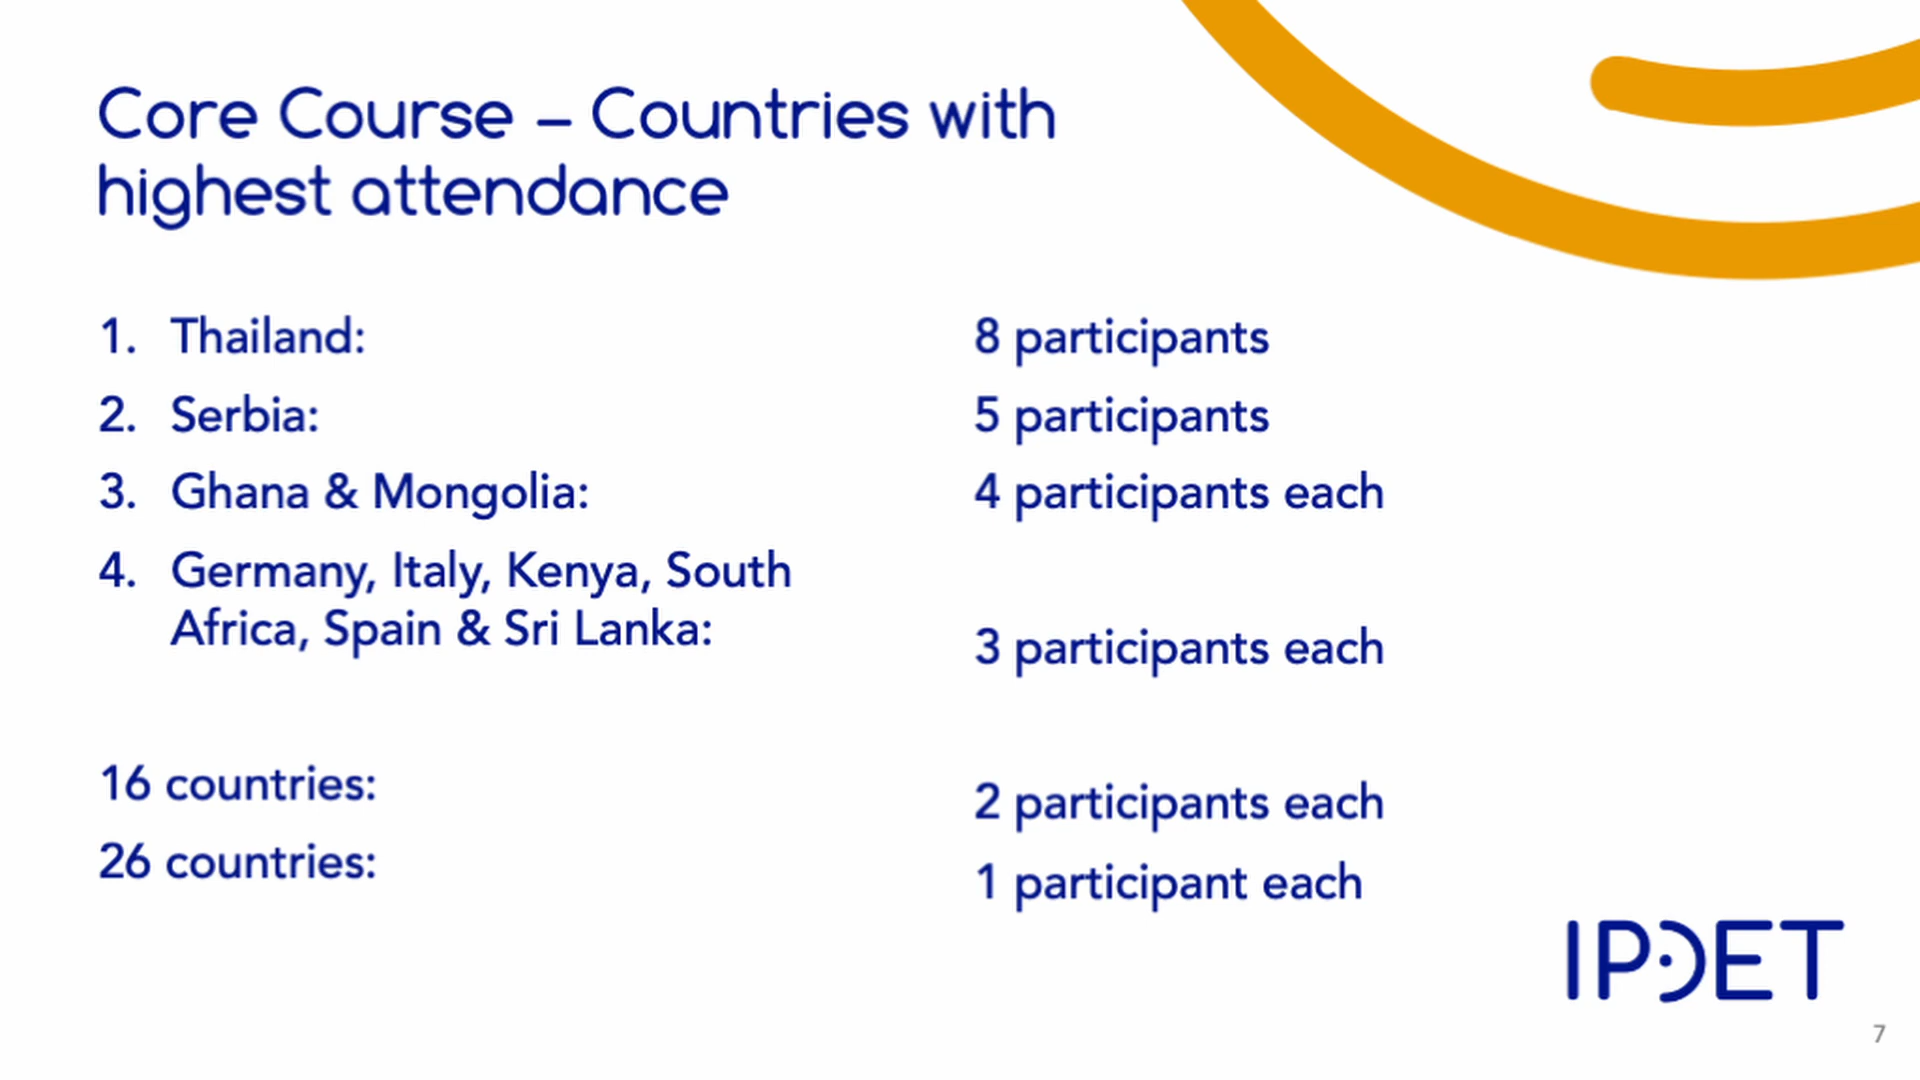 Core Course – Countries with
highest attendance
1. Thailand: 8 participants
2. Serbia: 5 participants
3. Ghana & Mongolia: 4 participants each
4. Germany, Italy, Kenya, South
Africa, Spain & Sri Lanka: 3 participants each
16 countries: 2 participants each
26 countries: 1 participant each
IPDET
7